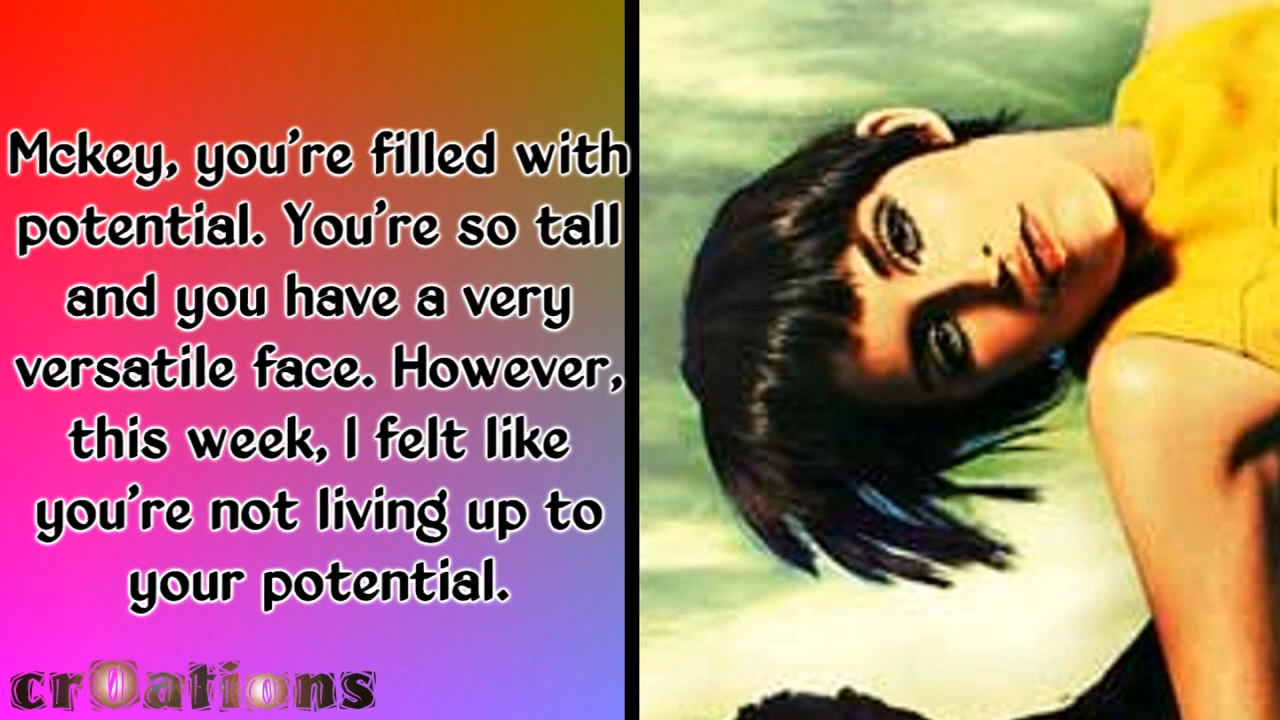 Mckey, you're filled with
potential. You're so tall
and you have a very
versatile face. However,
this week, I felt like
you're not living up to
your potential.
cr0ations